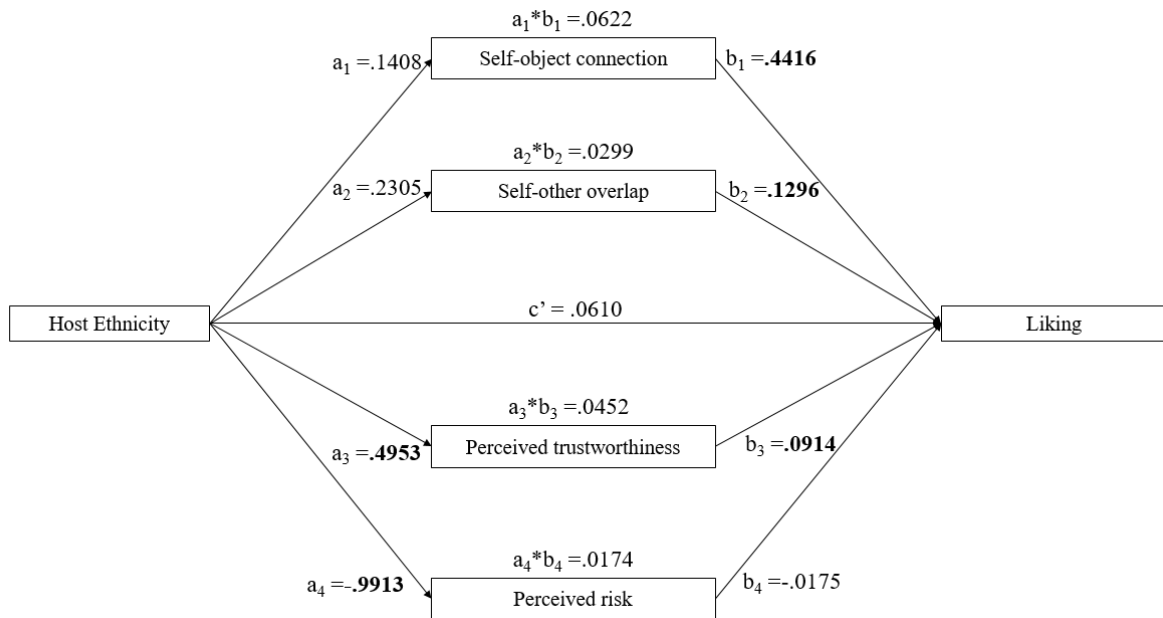 a₁*b₁ =.0622
a₁ =.1408
Self-object connection
b₁ =.4416
a₂*b₂ =.0299
a₂ =.2305
Self-other overlap
b₂ =.1296
c’ = .0610
Host Ethnicity
Liking
a₃*b₃ =.0452
a₃ =.4953
Perceived trustworthiness
b₃ =.0914
a₄*b₄ =.0174
a₄ =-.9913
Perceived risk
b₄ =-.0175